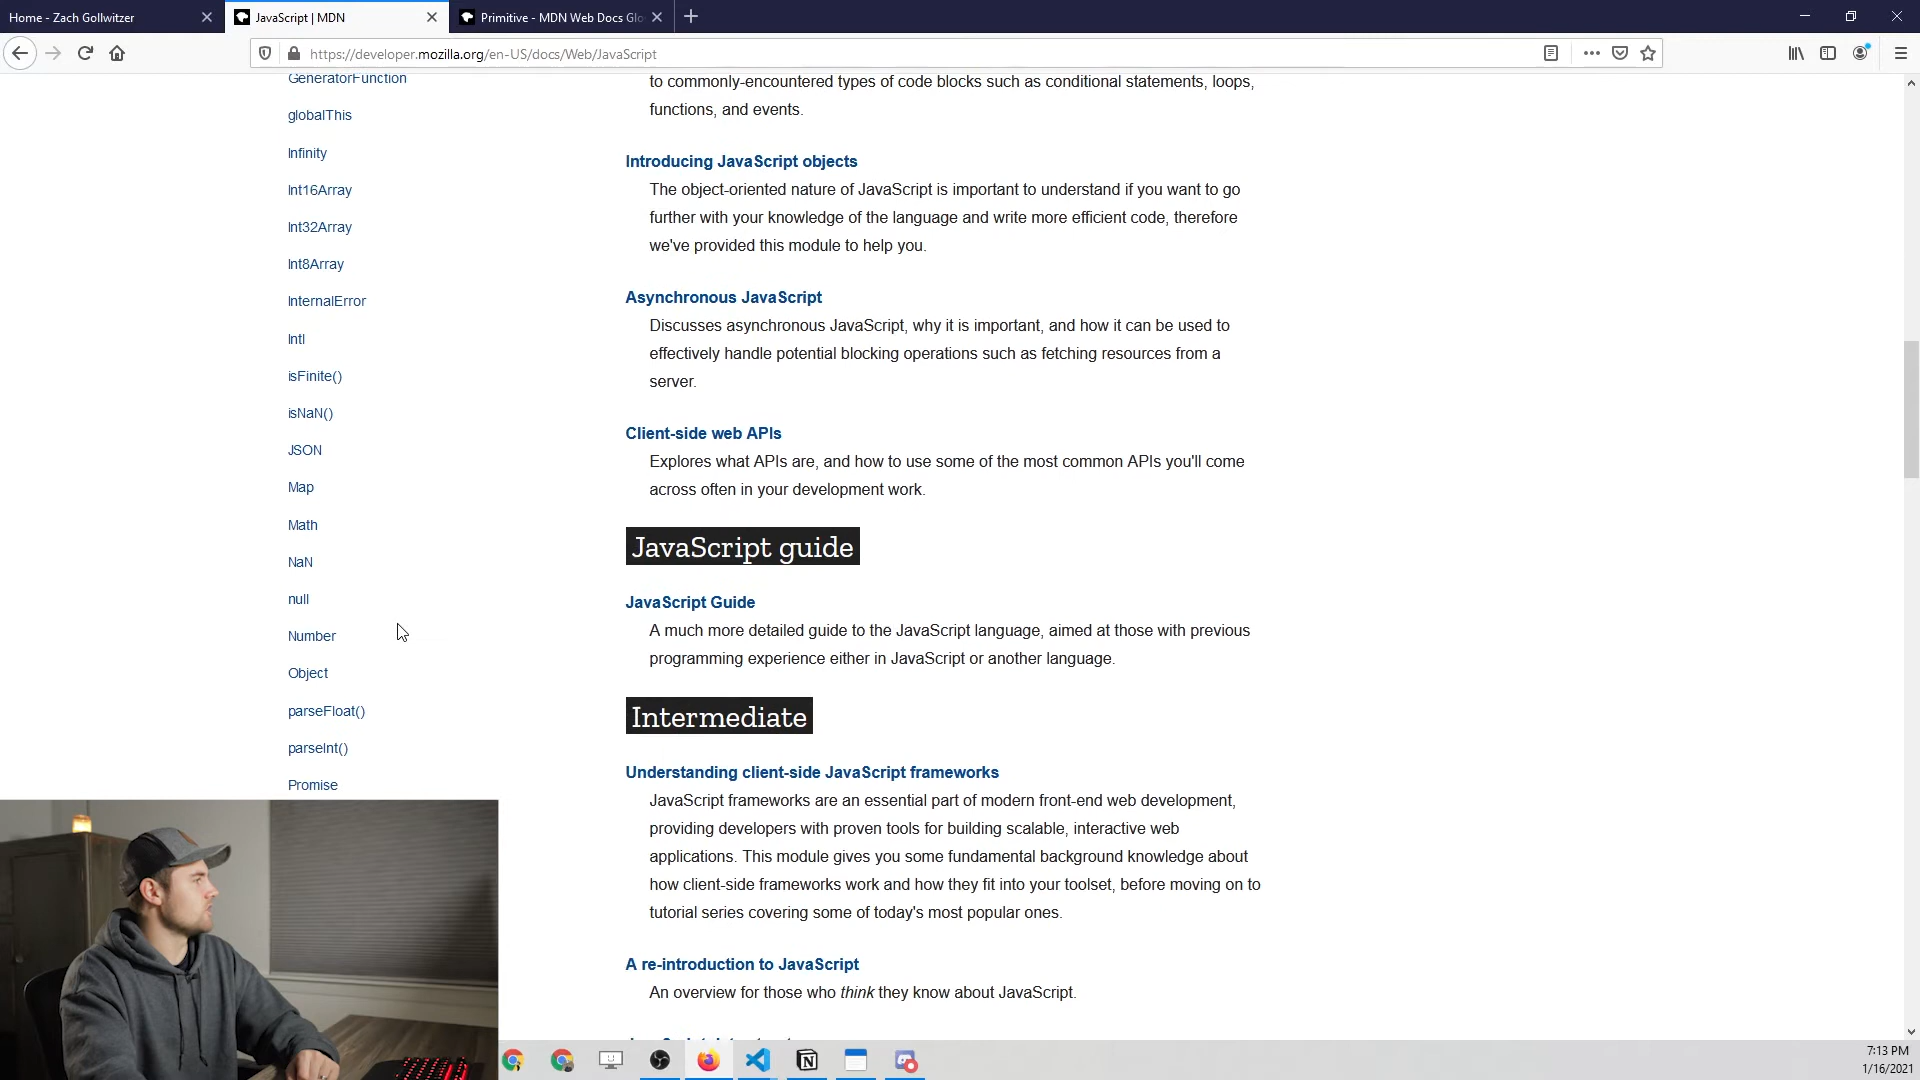 Home - Zach Gollwitzer
JavaScript | MDN
Primitive - MDN Web Docs Glo
https://developer.mozilla.org/en-US/docs/Web/JavaScript
GeneratorFunction
globalThis
Infinity
Int16Array
Int32Array
Int8Array
InternalError
Intl
isFinite()
isNaN()
JSON
Map
Math
NaN
null
Number
Object
parseFloat()
parseInt()
Promise
to commonly-encountered types of code blocks such as conditional statements, loops,
functions, and events.
Introducing JavaScript objects
The object-oriented nature of JavaScript is important to understand if you want to go
further with your knowledge of the language and write more efficient code, therefore
we've provided this module to help you.
Asynchronous JavaScript
Discusses asynchronous JavaScript, why it is important, and how it can be used to
effectively handle potential blocking operations such as fetching resources from a
server.
Client-side web APIs
Explores what APIs are, and how to use some of the most common APIs you'll come
across often in your development work.
JavaScript guide
JavaScript Guide
A much more detailed guide to the JavaScript language, aimed at those with previous
programming experience either in JavaScript or another language.
Intermediate
Understanding client-side JavaScript frameworks
JavaScript frameworks are an essential part of modern front-end web development,
providing developers with proven tools for building scalable, interactive web
applications. This module gives you some fundamental background knowledge about
how client-side frameworks work and how they fit into your toolset, before moving on to
tutorial series covering some of today's most popular ones.
A re-introduction to JavaScript
An overview for those who think they know about JavaScript.
7:13 PM
1/16/2021